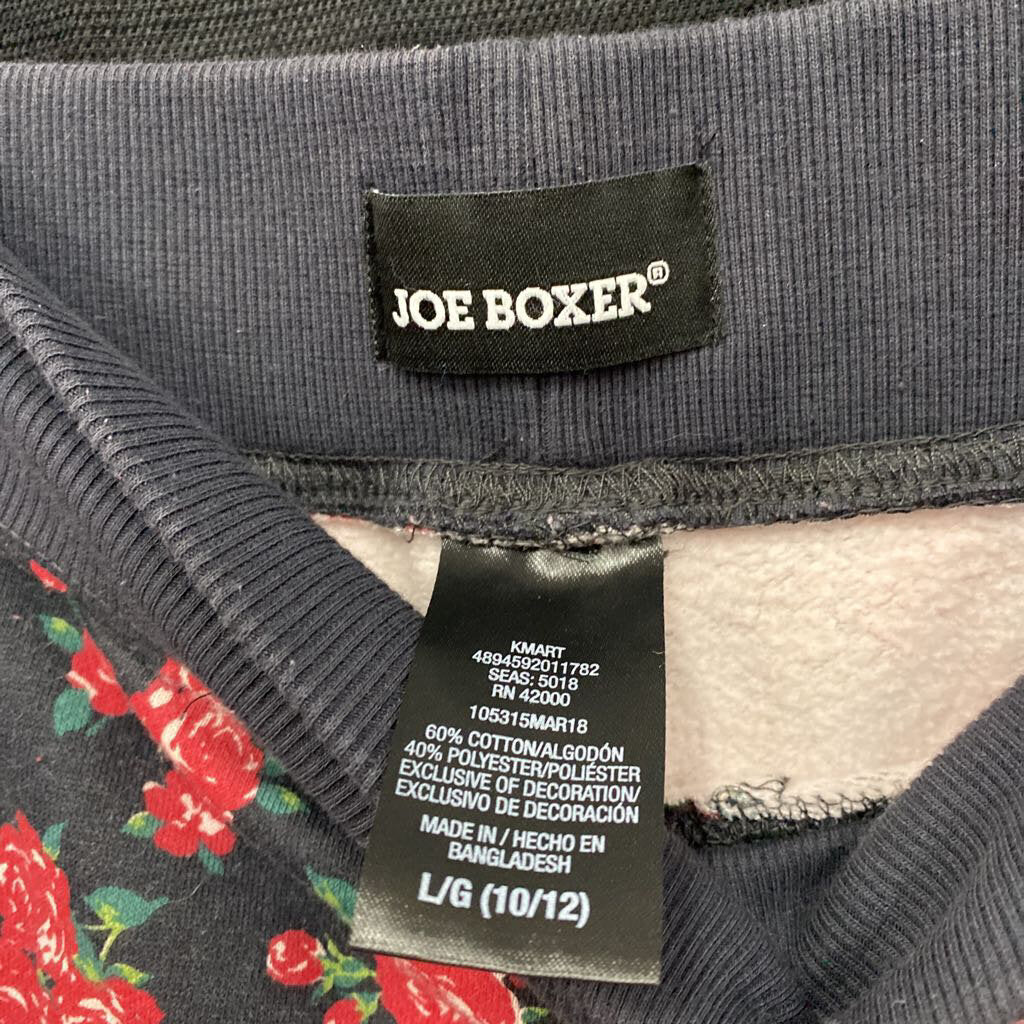 JOE BOXER®
KMART
4894592011782
SEAS: 5018
RN 42000
105315MAR18
60% COTTON/ALGODÓN
40% POLYESTER/POLIÉSTER
EXCLUSIVE OF DECORATION/
EXCLUSIVO DE DECORACIÓN
MADE IN / HECHO EN
BANGLADESH
L/G (10/12)